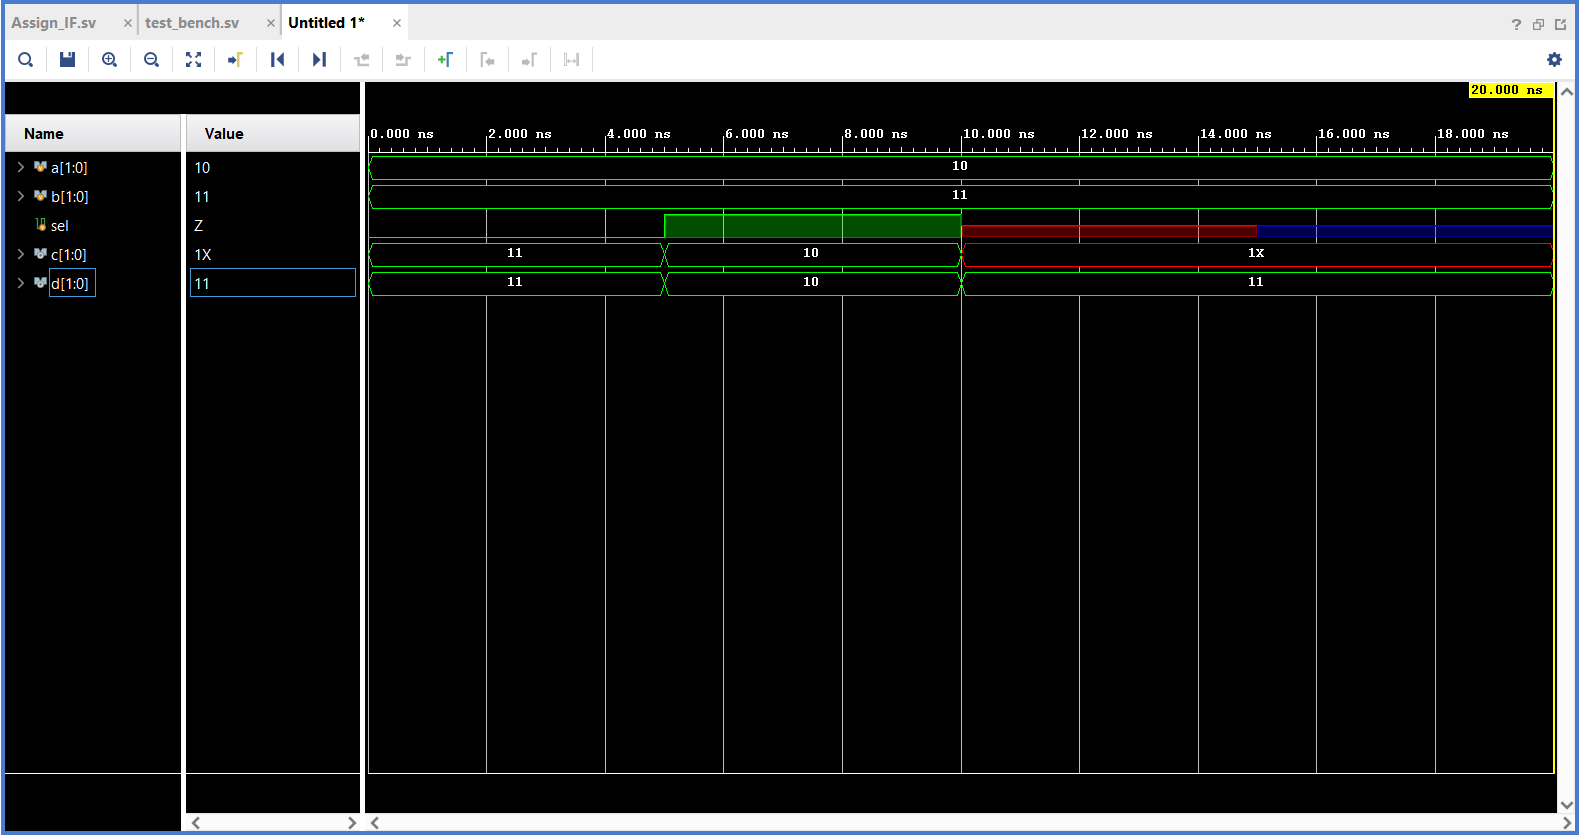 Assign_IF.sv × test_bench.sv × Untitled 1* ×
?
20.000 ns
Name Value 0.000 ns 2.000 ns 4.000 ns 6.000 ns 8.000 ns 10.000 ns 12.000 ns 14.000 ns 16.000 ns 18.000 ns
a[1:0] 10 10
b[1:0] 11 11
sel Z
c[1:0] 1X 11 10 1X
d[1:0] 11 11 10 11